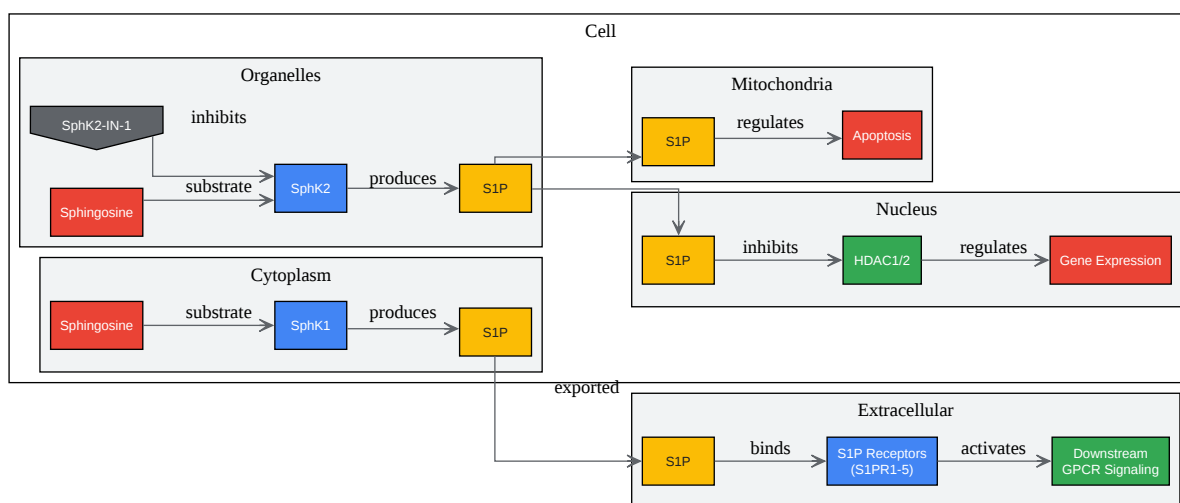 Cell
Organelles
SphK2-IN-1
inhibits
Sphingosine
substrate
SphK2
produces
S1P
Mitochondria
S1P
regulates
Apoptosis
Nucleus
S1P
inhibits
HDAC1/2
regulates
Gene Expression
Cytoplasm
Sphingosine
substrate
SphK1
produces
S1P
exported
Extracellular
S1P
binds
S1P Receptors
(S1PR1-5)
activates
Downstream
GPCR Signaling